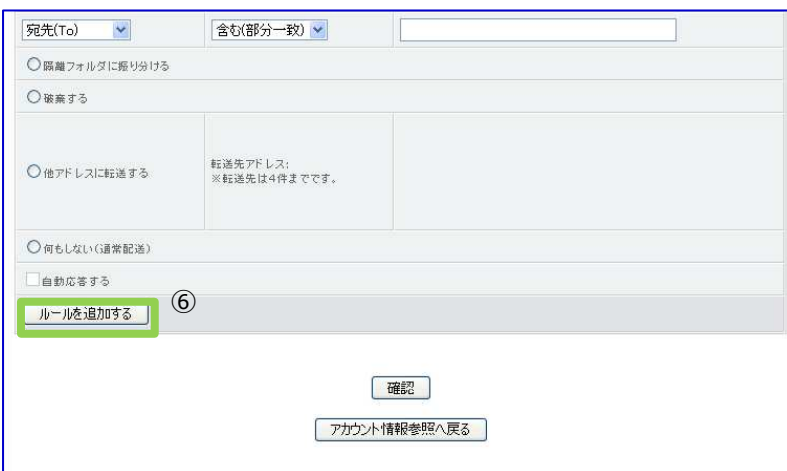 宛先(To) 含む(部分一致)
隔離フォルダに振り分ける
破棄する
他アドレスに転送する
転送先アドレス:
※転送先は4件までです。
何もしない(通常配送)
自動応答する
ルールを追加する ⑥
確認
アカウント情報参照へ戻る